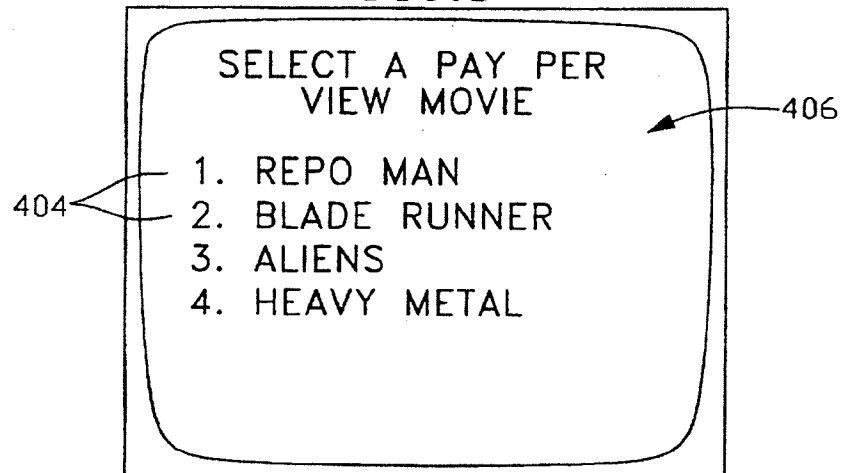 SELECT A PAY PER
VIEW MOVIE
406
1. REPO MAN
404
2. BLADE RUNNER
3. ALIENS
4. HEAVY METAL